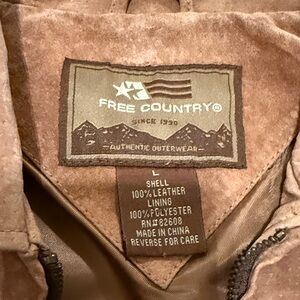 FREE COUNTRY®
SINCE 1990
AUTHENTIC OUTERWEAR
L
SHELL
100% LEATHER
LINING
100% POLYESTER
RN#82608
MADE IN CHINA
REVERSE FOR CARE